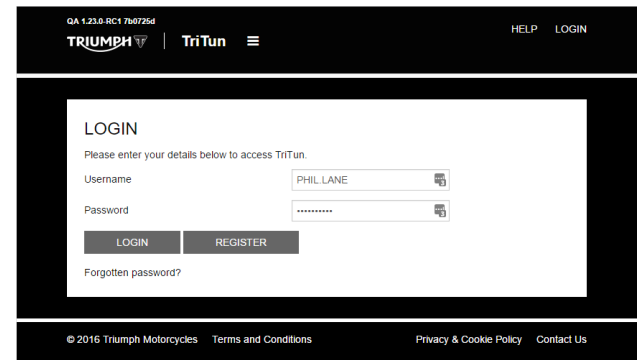 QA 1.23.0-RC1 7b0725d
HELP LOGIN
TRIUMPH TriTun
LOGIN
Please enter your details below to access TriTun.
Username PHIL.LANE
Password ••••••••••
LOGIN REGISTER
Forgotten password?
© 2016 Triumph Motorcycles Terms and Conditions Privacy & Cookie Policy Contact Us